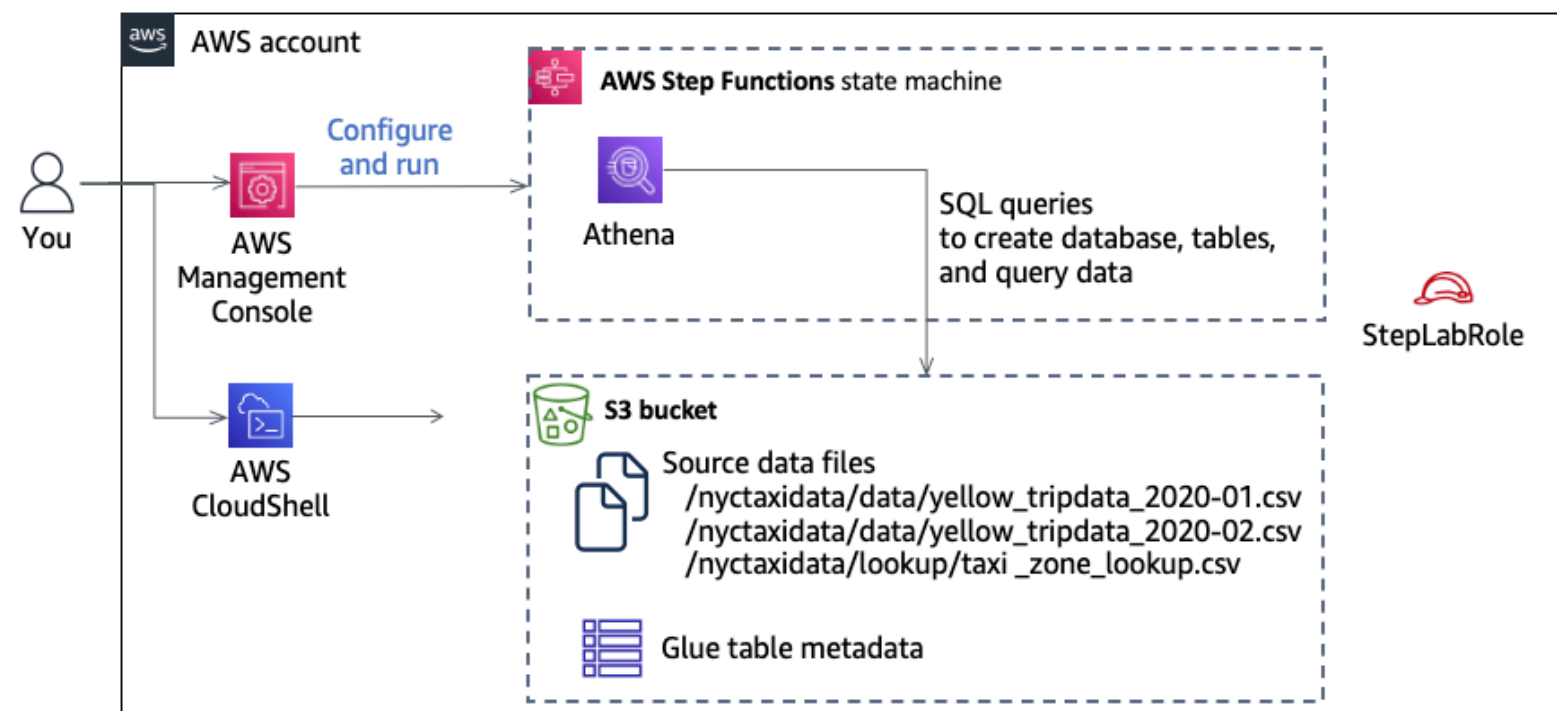 aws
AWS account
AWS Step Functions state machine
Configure
and run
You
AWS
Management
Console
Athena
SQL queries
to create database, tables,
and query data
StepLabRole
AWS
CloudShell
S3 bucket
Source data files
/nyctaxidata/data/yellow_tripdata_2020-01.csv
/nyctaxidata/data/yellow_tripdata_2020-02.csv
/nyctaxidata/lookup/taxi _zone_lookup.csv
Glue table metadata